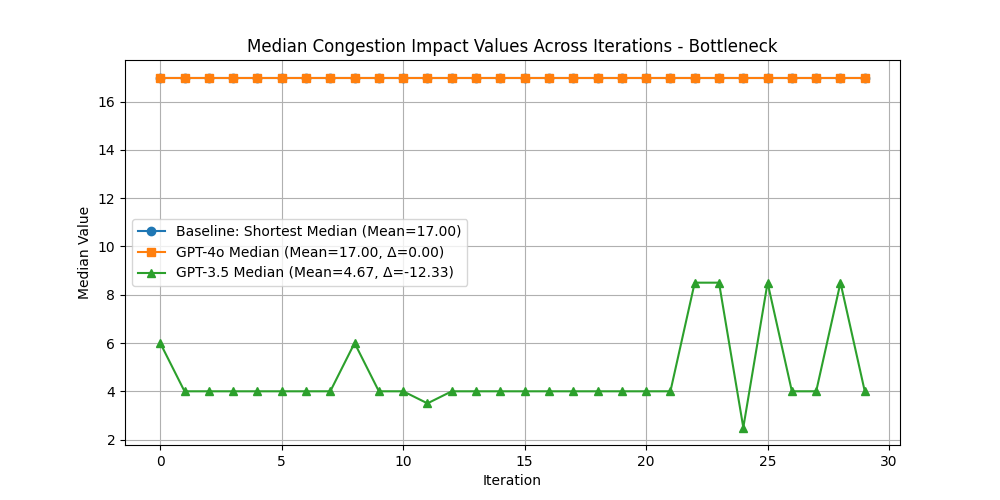 Median Congestion Impact Values Across Iterations - Bottleneck
Median Value
16
14
12
10
8
6
4
2
Baseline: Shortest Median (Mean=17.00)
GPT-4o Median (Mean=17.00, Δ=0.00)
GPT-3.5 Median (Mean=4.67, Δ=-12.33)
0 5 10 15 20 25 30
Iteration